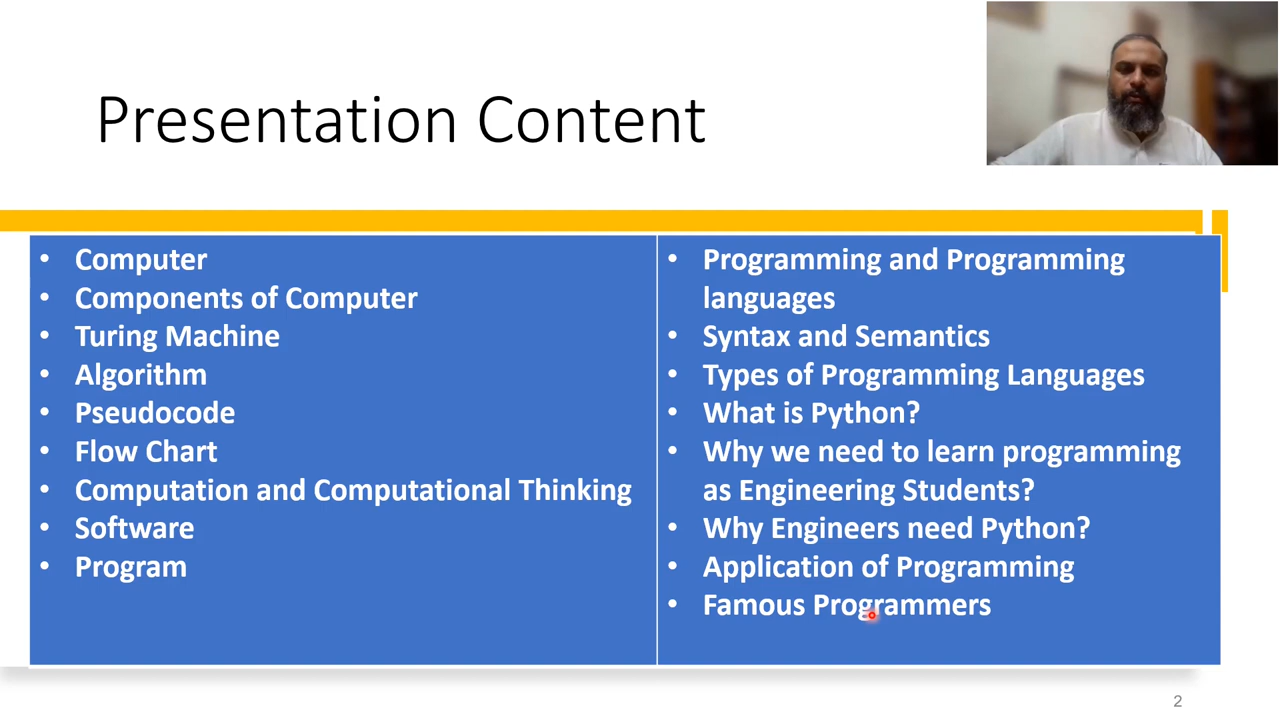 Presentation Content
• Computer
• Components of Computer
• Turing Machine
• Algorithm
• Pseudocode
• Flow Chart
• Computation and Computational Thinking
• Software
• Program
• Programming and Programming
languages
• Syntax and Semantics
• Types of Programming Languages
• What is Python?
• Why we need to learn programming
as Engineering Students?
• Why Engineers need Python?
• Application of Programming
• Famous Programmers
2